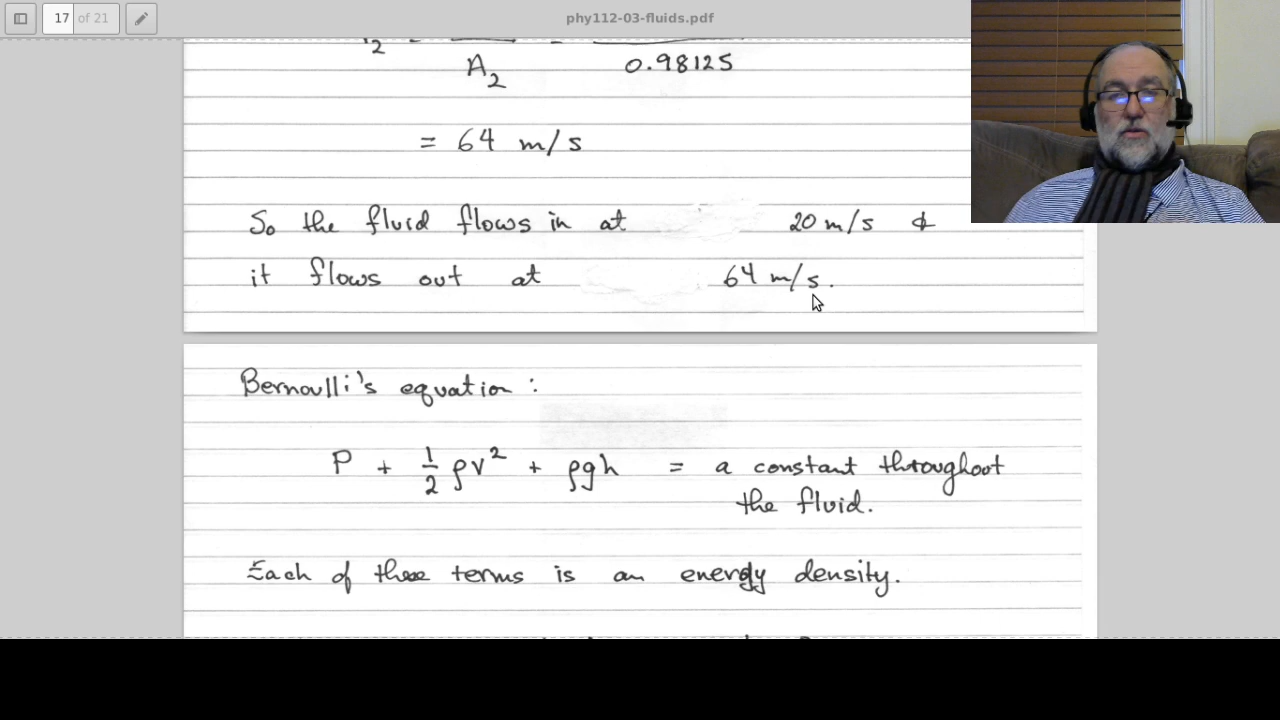 17 of 21
phy112-03-fluids.pdf
2
A2 0.98125
= 64 m/s
So the fluid flows in at 20 m/s &
it flows out at 64 m/s.
Bernoulli's equation :
P + 1/2 ρv² + ρgh = a constant throughout
the fluid.
Each of these terms is an energy density.